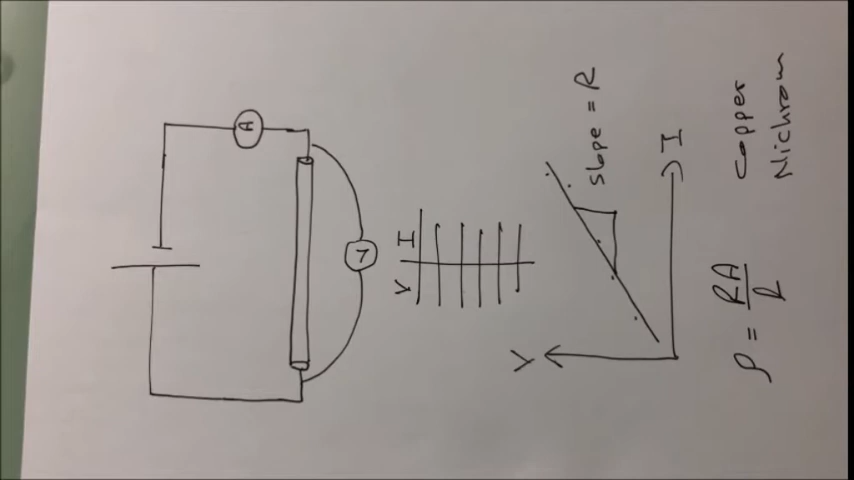 A
V
V I
V
slope = R
I
ρ = RA/ℓ
Copper
Nichrom